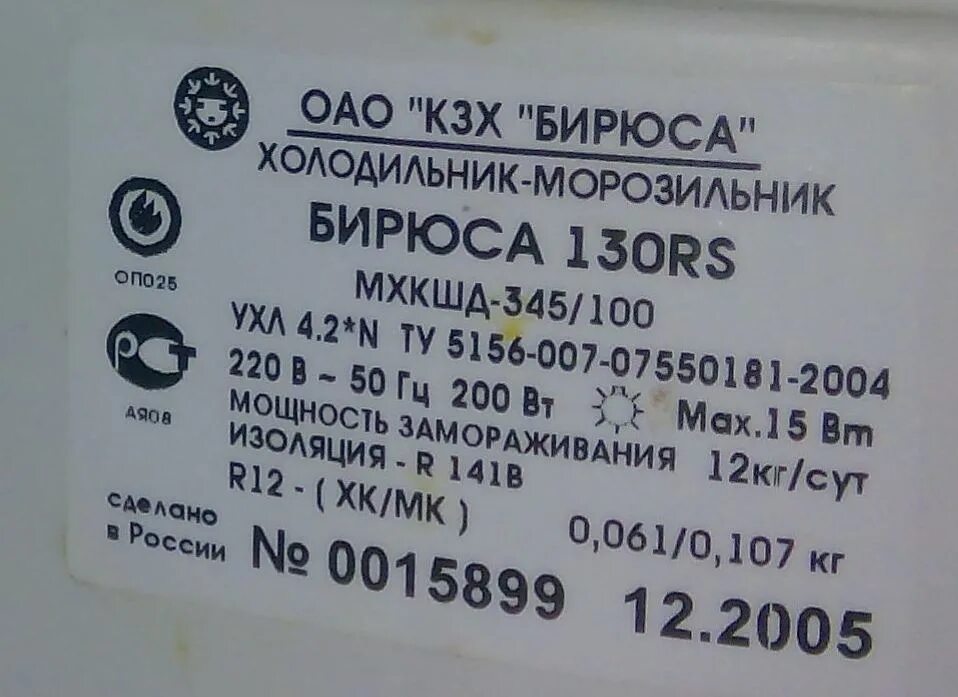 ОАО "КЗХ "БИРЮСА"
ХОЛОДИЛЬНИК-МОРОЗИЛЬНИК
БИРЮСА 130RS
МХКШД-345/100
ОП025
УХЛ 4.2*N ТУ 5156-007-07550181-2004
220 В ~ 50 Гц 200 Вт Max.15 Вт
РСТ
АЯ08
МОЩНОСТЬ ЗАМОРАЖИВАНИЯ 12кг/сут
ИЗОЛЯЦИЯ - R 141B
R12 - ( ХК/МК ) 0,061/0,107 кг
сделано
в России
№ 0015899 12.2005